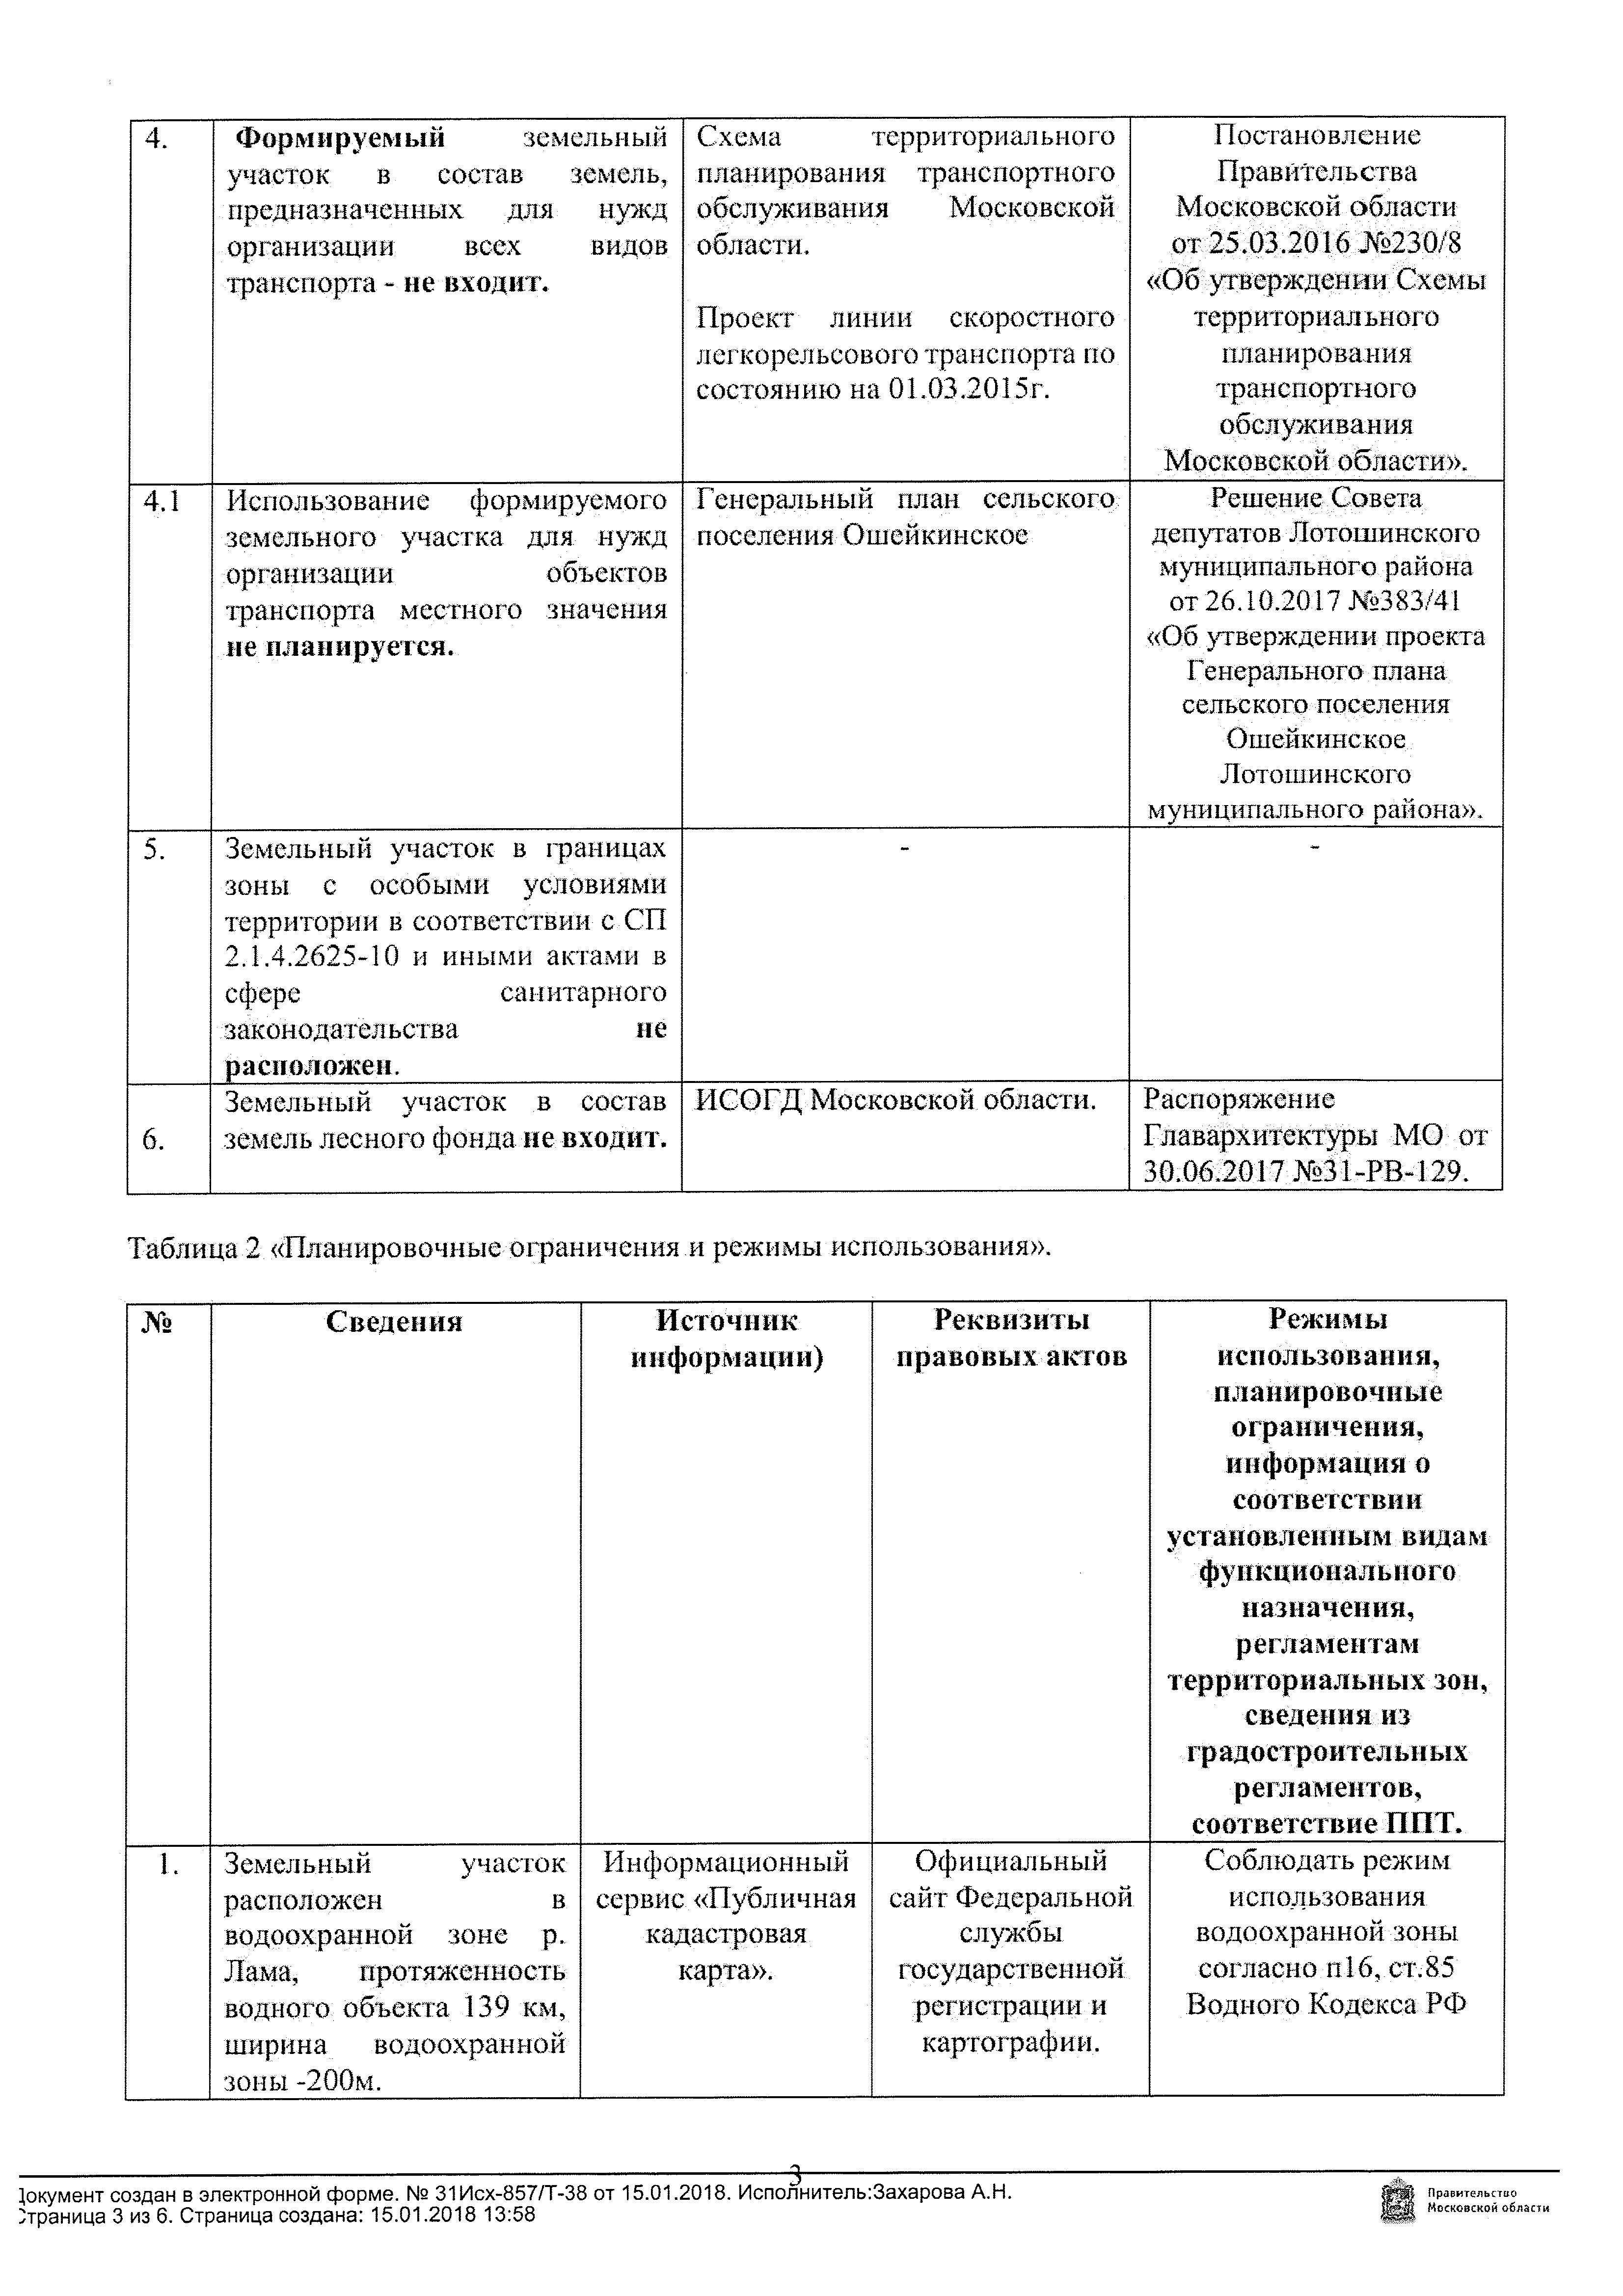 4.
Формируемый земельный
участок в состав земель,
предназначенных для нужд
организации всех видов
транспорта - не входит.
Схема территориального
планирования транспортного
обслуживания Московской
области.
Проект линии скоростного
легкорельсового транспорта по
состоянию на 01.03.2015г.
Постановление
Правительства
Московской области
от 25.03.2016 №230/8
«Об утверждении Схемы
территориального
планирования
транспортного
обслуживания
Московской области».
4.1
Использование формируемого
земельного участка для нужд
организации объектов
транспорта местного значения
не планируется.
Генеральный план сельского
поселения Ошейкинское
Решение Совета
депутатов Лотошинского
муниципального района
от 26.10.2017 №383/41
«Об утверждении проекта
Генерального плана
сельского поселения
Ошейкинское
Лотошинского
муниципального района».
5.
Земельный участок в границах
зоны с особыми условиями
территории в соответствии с СП
2.1.4.2625-10 и иными актами в
сфере санитарного
законодательства не
расположен.
-
-
6.
Земельный участок в состав
земель лесного фонда не входит.
ИСОГД Московской области.
Распоряжение
Главархитектуры МО от
30.06.2017 №31-РВ-129.
Таблица 2 «Планировочные ограничения и режимы использования».
№
Сведения
Источник
информации)
Реквизиты
правовых актов
Режимы
использования,
планировочные
ограничения,
информация о
соответствии
установленным видам
функционального
назначения,
регламентам
территориальных зон,
сведения из
градостроительных
регламентов,
соответствие ППТ.
1.
Земельный участок
расположен в
водоохранной зоне р.
Лама, протяженность
водного объекта 139 км,
ширина водоохранной
зоны -200м.
Информационный
сервис «Публичная
кадастровая
карта».
Официальный
сайт Федеральной
службы
государственной
регистрации и
картографии.
Соблюдать режим
использования
водоохранной зоны
согласно п16, ст.85
Водного Кодекса РФ
3
Документ создан в электронной форме. № 31Исх-857/Т-38 от 15.01.2018. Исполнитель:Захарова А.Н.
Страница 3 из 6. Страница создана: 15.01.2018 13:58
Правительство
Московской области